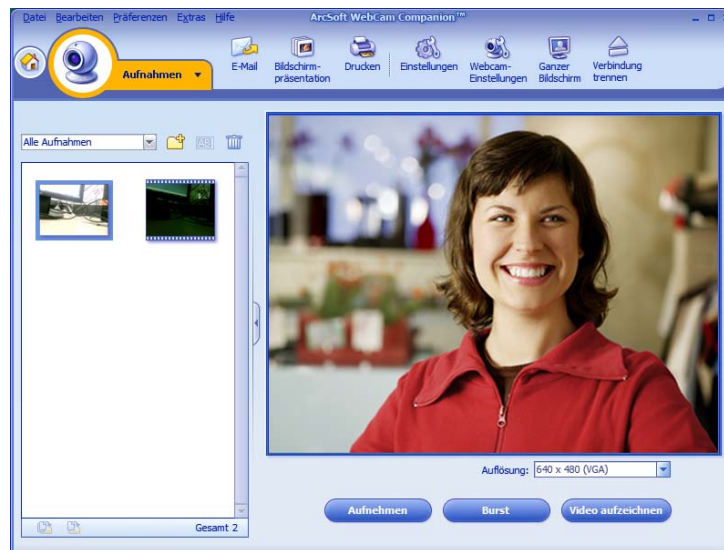 Datei Bearbeiten Präferenzen Extras Hilfe
ArcSoft WebCam Companion™
Aufnahmen
E-Mail
Bildschirm-
präsentation
Drucken
Einstellungen
Webcam-
Einstellungen
Ganzer
Bildschirm
Verbindung
trennen
Alle Aufnahmen
AB
Gesamt 2
Auflösung: 640 x 480 (VGA)
Aufnehmen
Burst
Video aufzeichnen